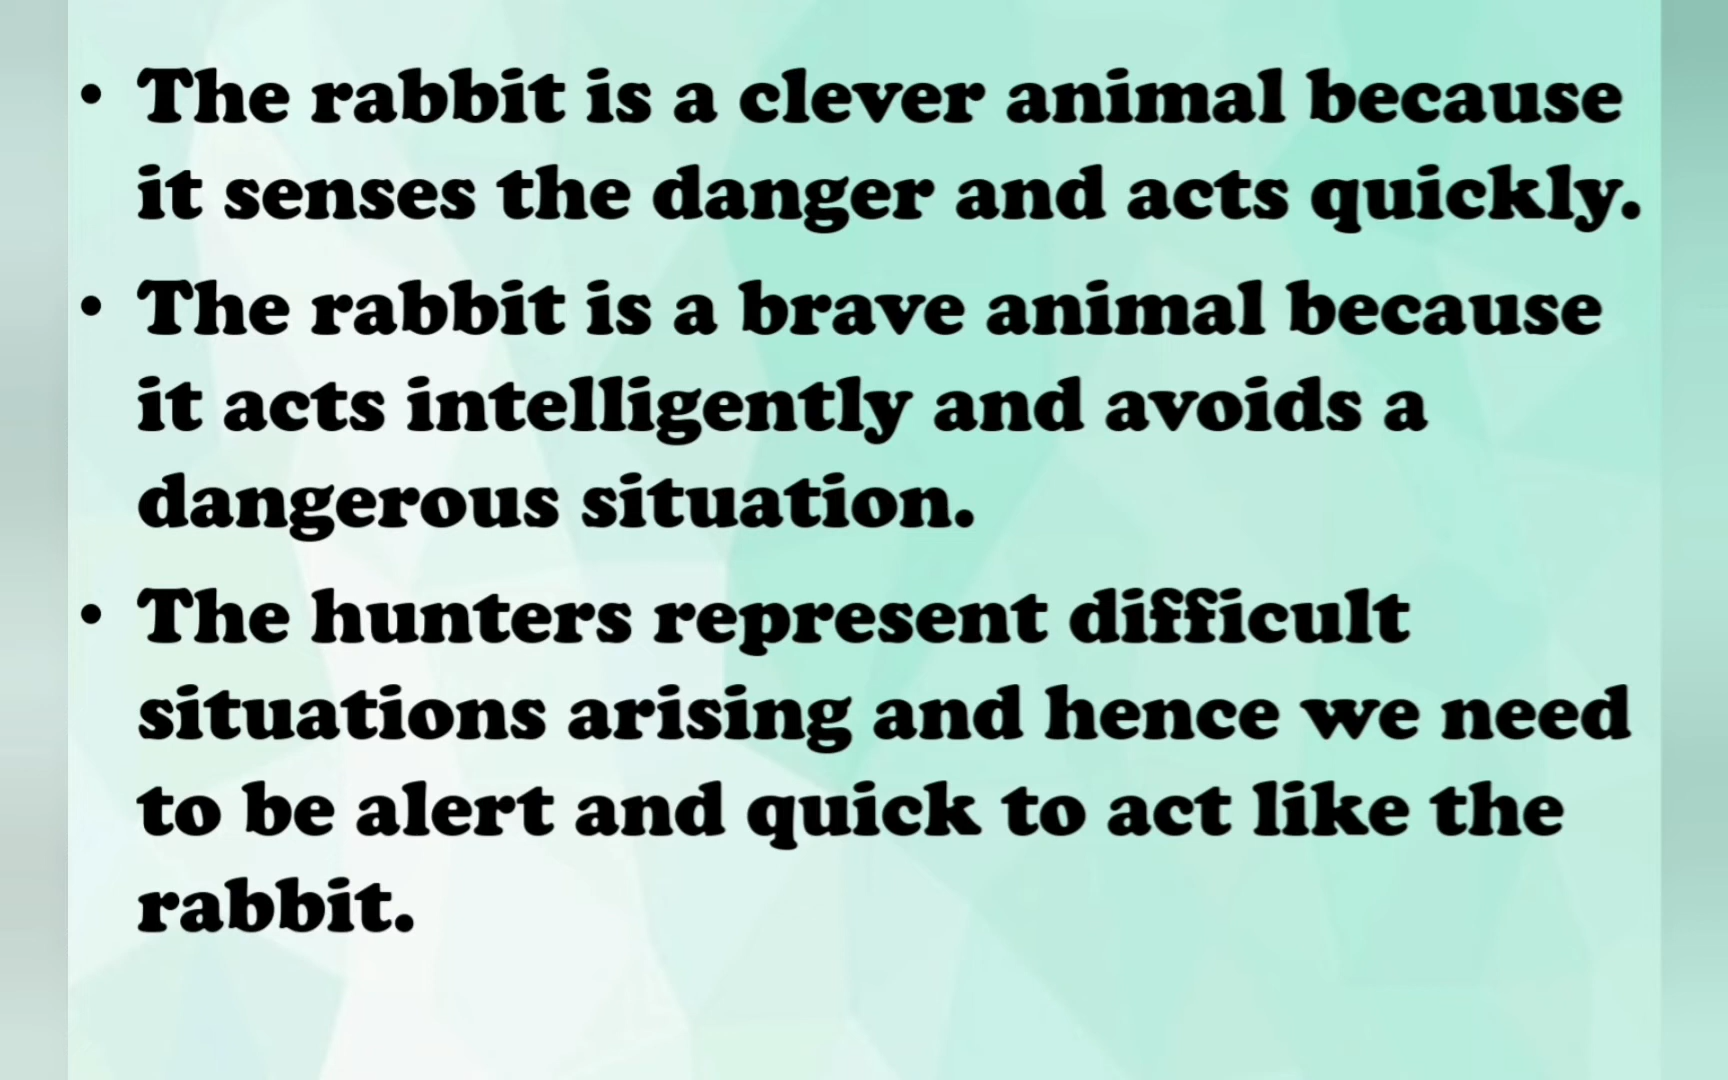 • The rabbit is a clever animal because
it senses the danger and acts quickly.
• The rabbit is a brave animal because
it acts intelligently and avoids a
dangerous situation.
• The hunters represent difficult
situations arising and hence we need
to be alert and quick to act like the
rabbit.